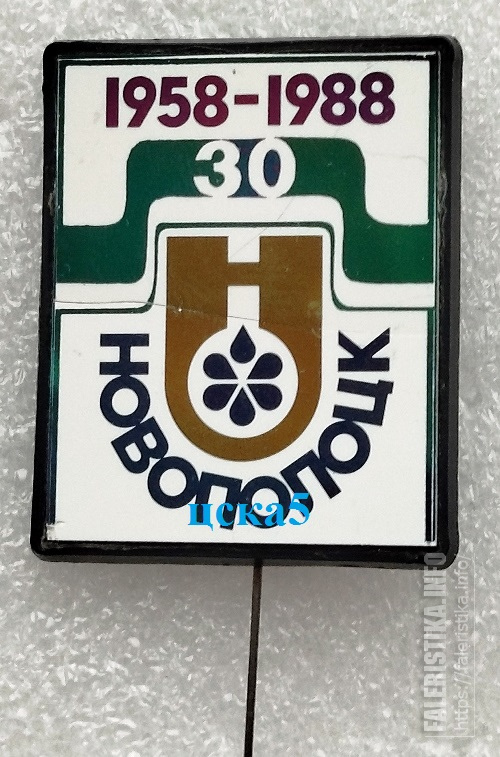 1958-1988
30
Н
НОВОПОЛОЦК
цска5
FALERISTIKA.INFO
https://faleristika.info